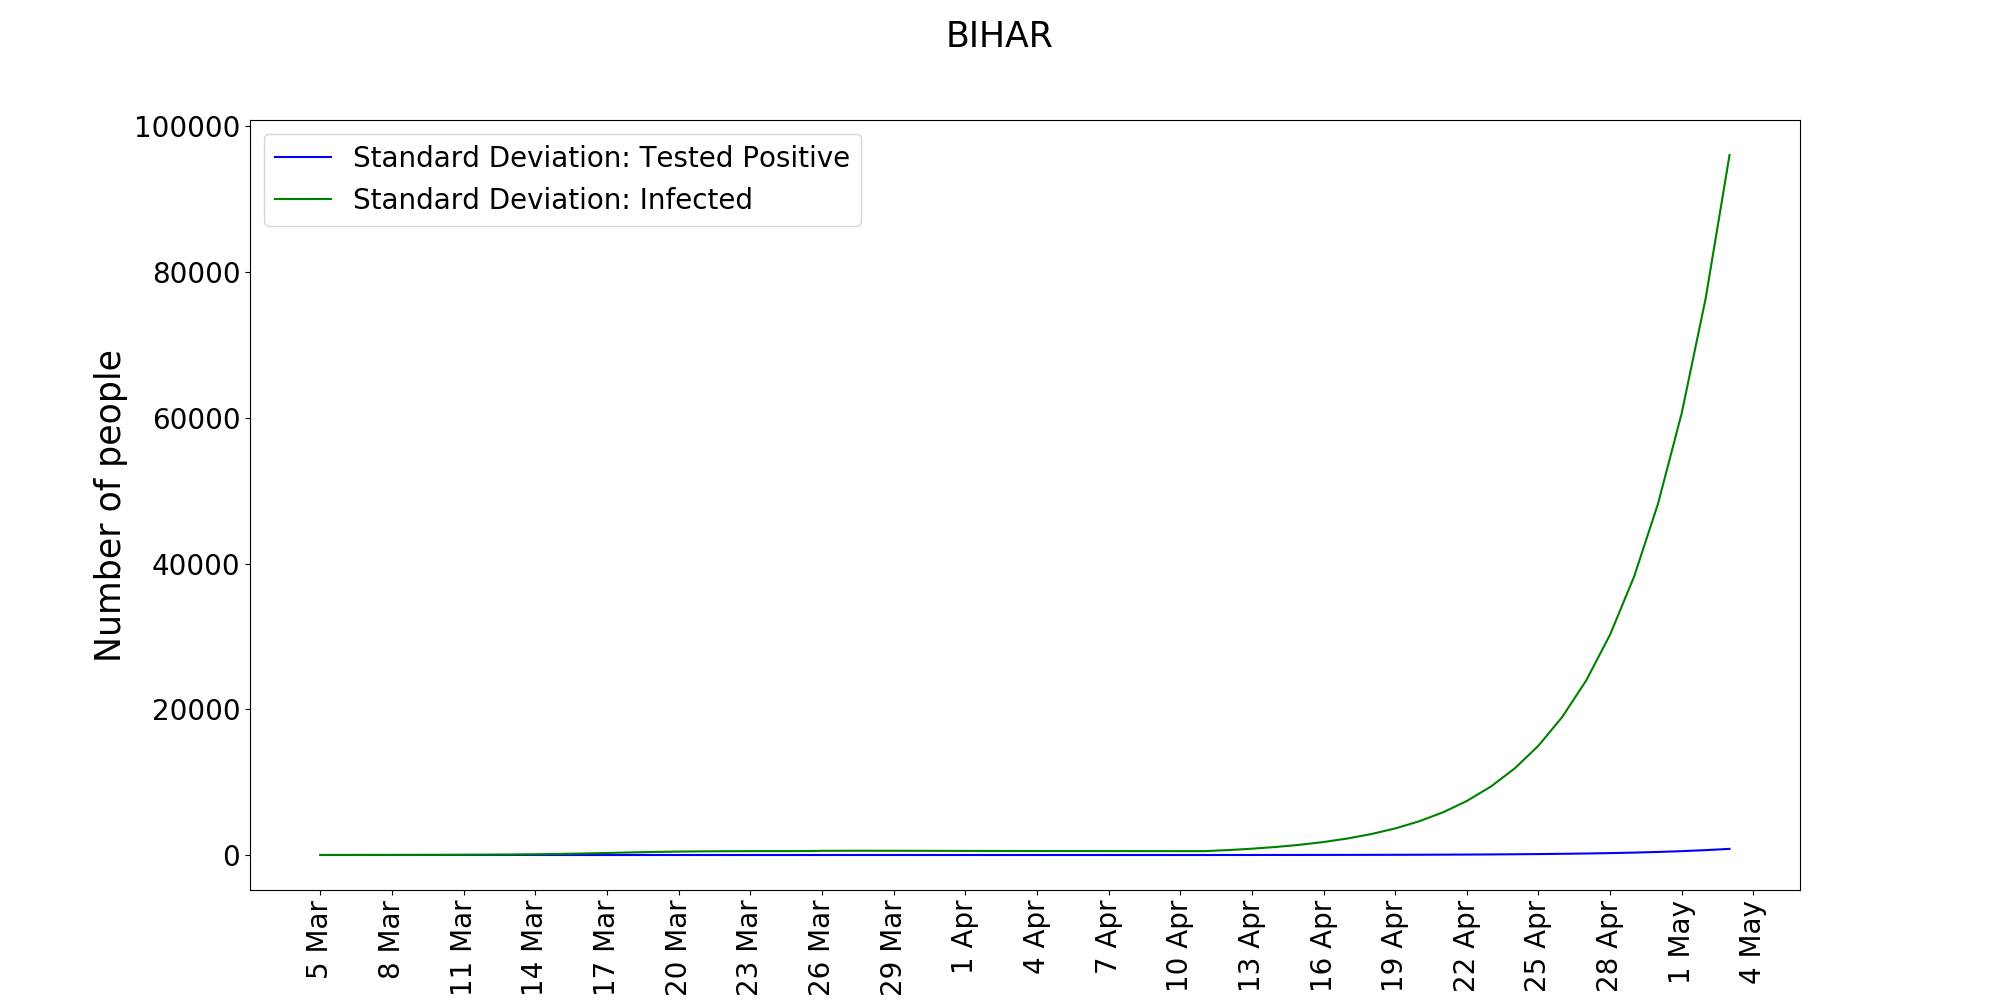 BIHAR
100000
80000
60000
40000
20000
0
Number of people
Standard Deviation: Tested Positive
Standard Deviation: Infected
5 Mar
8 Mar
11 Mar
14 Mar
17 Mar
20 Mar
23 Mar
26 Mar
29 Mar
1 Apr
4 Apr
7 Apr
10 Apr
13 Apr
16 Apr
19 Apr
22 Apr
25 Apr
28 Apr
1 May
4 May